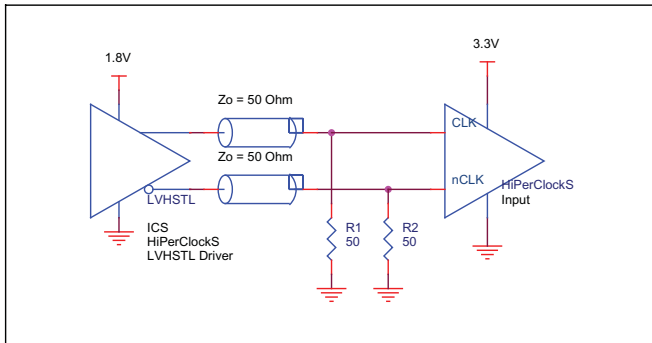 1.8V
3.3V
Zo = 50 Ohm
CLK
Zo = 50 Ohm
nCLK
HiPerClockS
Input
LVHSTL
ICS
HiPerClockS
LVHSTL Driver
R1
50
R2
50